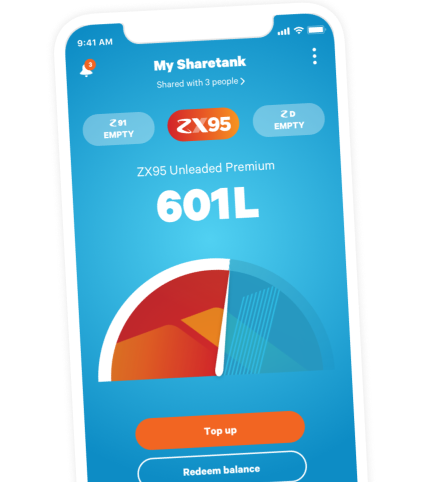 9:41 AM
3
My Sharetank
Shared with 3 people
Z 91
EMPTY
ZX95
Z D
EMPTY
ZX95 Unleaded Premium
601L
Top up
Redeem balance